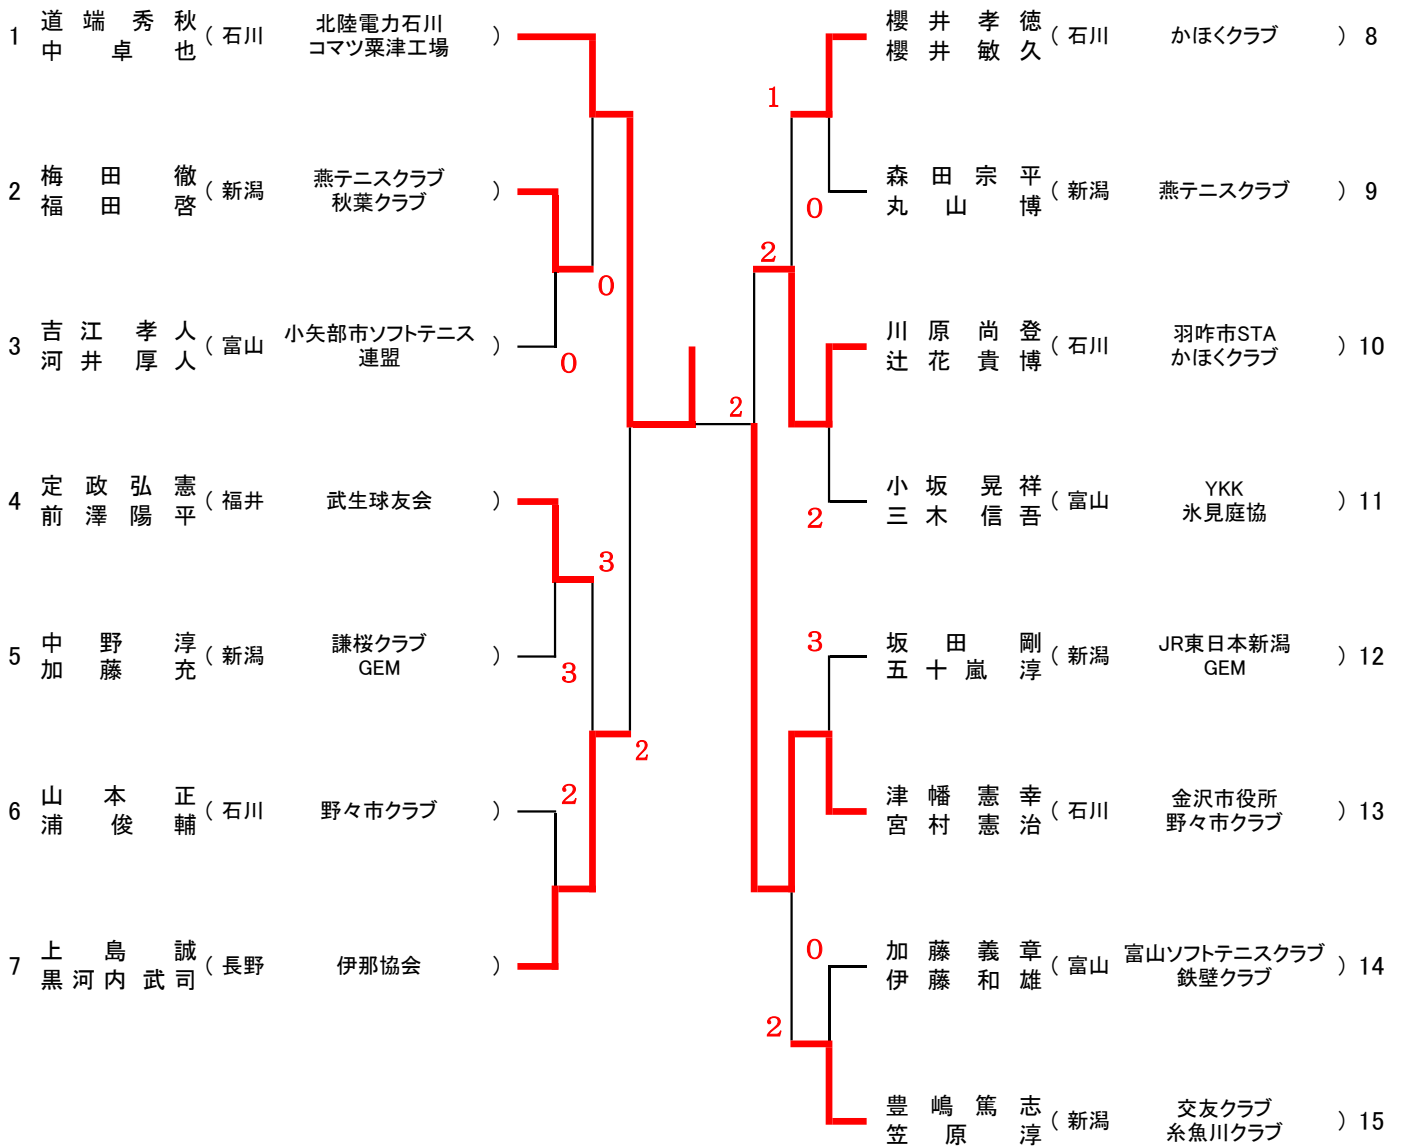 1 道端秀秋 中卓也 ( 石川 北陸電力石川 コマツ粟津工場 )
2 梅田徹 福田啓 ( 新潟 燕テニスクラブ 秋葉クラブ )
0
3 吉江孝人 河井厚人 ( 富山 小矢部市ソフトテニス連盟 )
0
4 定政弘憲 前澤陽平 ( 福井 武生球友会 )
3
5 中野淳 加藤充 ( 新潟 謙桜クラブ GEM )
3
2
6 山本正 浦俊輔 ( 石川 野々市クラブ )
2
7 上島誠 黒河内武司 ( 長野 伊那協会 )
2
櫻井孝徳 櫻井敏久 ( 石川 かほくクラブ ) 8
1
森田宗平 丸山博 ( 新潟 燕テニスクラブ ) 9
0
2
川原尚登 辻花貴博 ( 石川 羽咋市STA かほくクラブ ) 10
小坂晃祥 三木信吾 ( 富山 YKK 氷見庭協 ) 11
2
3
坂田剛 五十嵐淳 ( 新潟 JR東日本新潟 GEM ) 12
津幡憲幸 宮村憲治 ( 石川 金沢市役所 野々市クラブ ) 13
0
加藤義章 伊藤和雄 ( 富山 富山ソフトテニスクラブ 鉄壁クラブ ) 14
2
豊嶋篤志 笠原淳 ( 新潟 交友クラブ 糸魚川クラブ ) 15